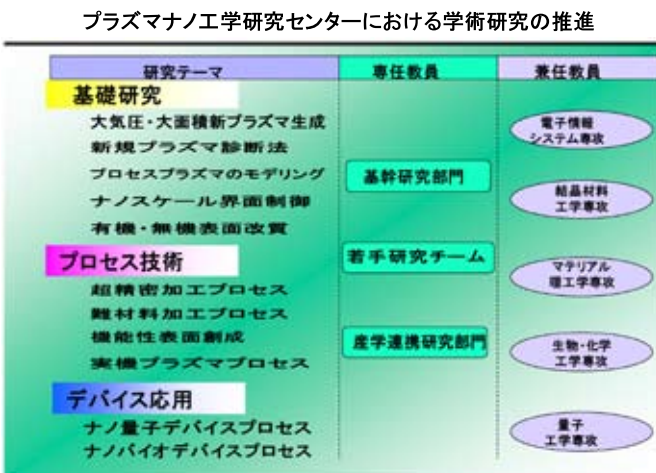 プラズマナノ工学研究センターにおける学術研究の推進
研究テーマ
専任教員
兼任教員
基礎研究
大気圧・大面積新プラズマ生成
新規プラズマ診断法
プロセスプラズマのモデリング
ナノスケール界面制御
有機・無機表面改質
プロセス技術
超精密加工プロセス
難材料加工プロセス
機能性表面創成
実機プラズマプロセス
デバイス応用
ナノ量子デバイスプロセス
ナノバイオデバイスプロセス
基幹研究部門
若手研究チーム
産学連携研究部門
電子情報
システム専攻
結晶材料
工学専攻
マテリアル
理工学専攻
生物・化学
工学専攻
量子
工学専攻